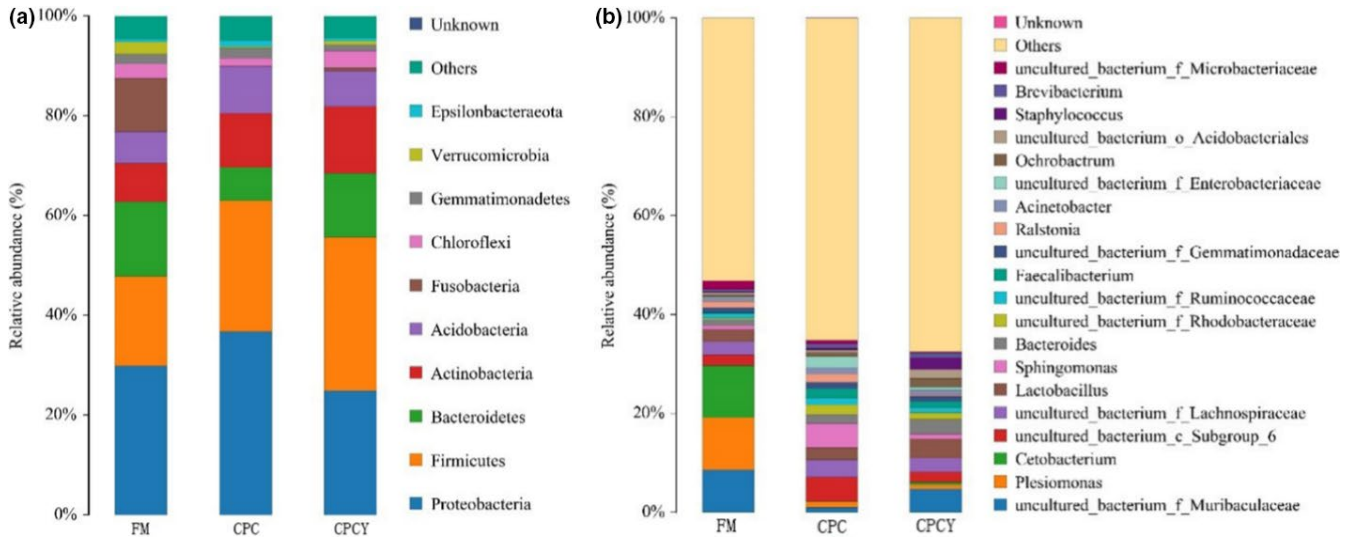 (a)
Relative abundance (%)
100%
80%
60%
40%
20%
0%
FM
CPC
CPCY
Unknown
Others
Epsilonbacteraeota
Verrucomicrobia
Gemmatimonadetes
Chloroflexi
Fusobacteria
Acidobacteria
Actinobacteria
Bacteroidetes
Firmicutes
Proteobacteria
(b)
Relative abundance (%)
100%
80%
60%
40%
20%
0%
FM
CPC
CPCY
Unknown
Others
uncultured_bacterium_f_Microbacteriaceae
Brevibacterium
Staphylococcus
uncultured_bacterium_o_Acidobacteriales
Ochrobactrum
uncultured_bacterium_f_Enterobacteriaceae
Acinetobacter
Ralstonia
uncultured_bacterium_f_Gemmatimonadaceae
Faecalibacterium
uncultured_bacterium_f_Ruminococcaceae
uncultured_bacterium_f_Rhodobacteraceae
Bacteroides
Sphingomonas
Lactobacillus
uncultured_bacterium_f_Lachnospiraceae
uncultured_bacterium_c_Subgroup_6
Cetobacterium
Plesiomonas
uncultured_bacterium_f_Muribaculaceae